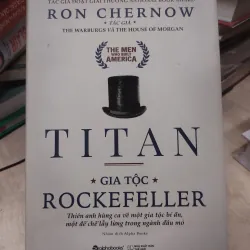 TÁC GIẢ ĐOẠT GIẢI THƯỞNG NATIONAL BOOK AWARD
RON CHERNOW
TÁC GIẢ
THE WARBURGS VÀ THE HOUSE OF MORGAN
THE MEN
WHO BUILT
AMERICA
TITAN
GIA TỘC
ROCKEFELLER
Thiên anh hùng ca về một gia tộc bí ẩn,
một đế chế lẫy lừng trong ngành dầu mỏ
alphabooks